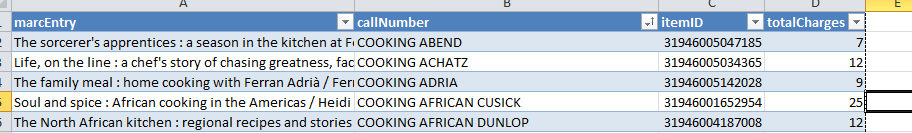 A B C D E
marcEntry callNumber itemID totalCharges
The sorcerer's apprentices : a season in the kitchen at COOKING ABEND 31946005047185 7
Life, on the line : a chef's story of chasing greatness, COOKING ACHATZ 31946005034365 12
The family meal : home cooking with Ferran Adrià / COOKING ADRIA 31946005142028 9
Soul and spice : African cooking in the Americas / Heidi COOKING AFRICAN CUSICK 31946001652954 25
The North African kitchen : regional recipes and stories COOKING AFRICAN DUNLOP 31946004187008 12